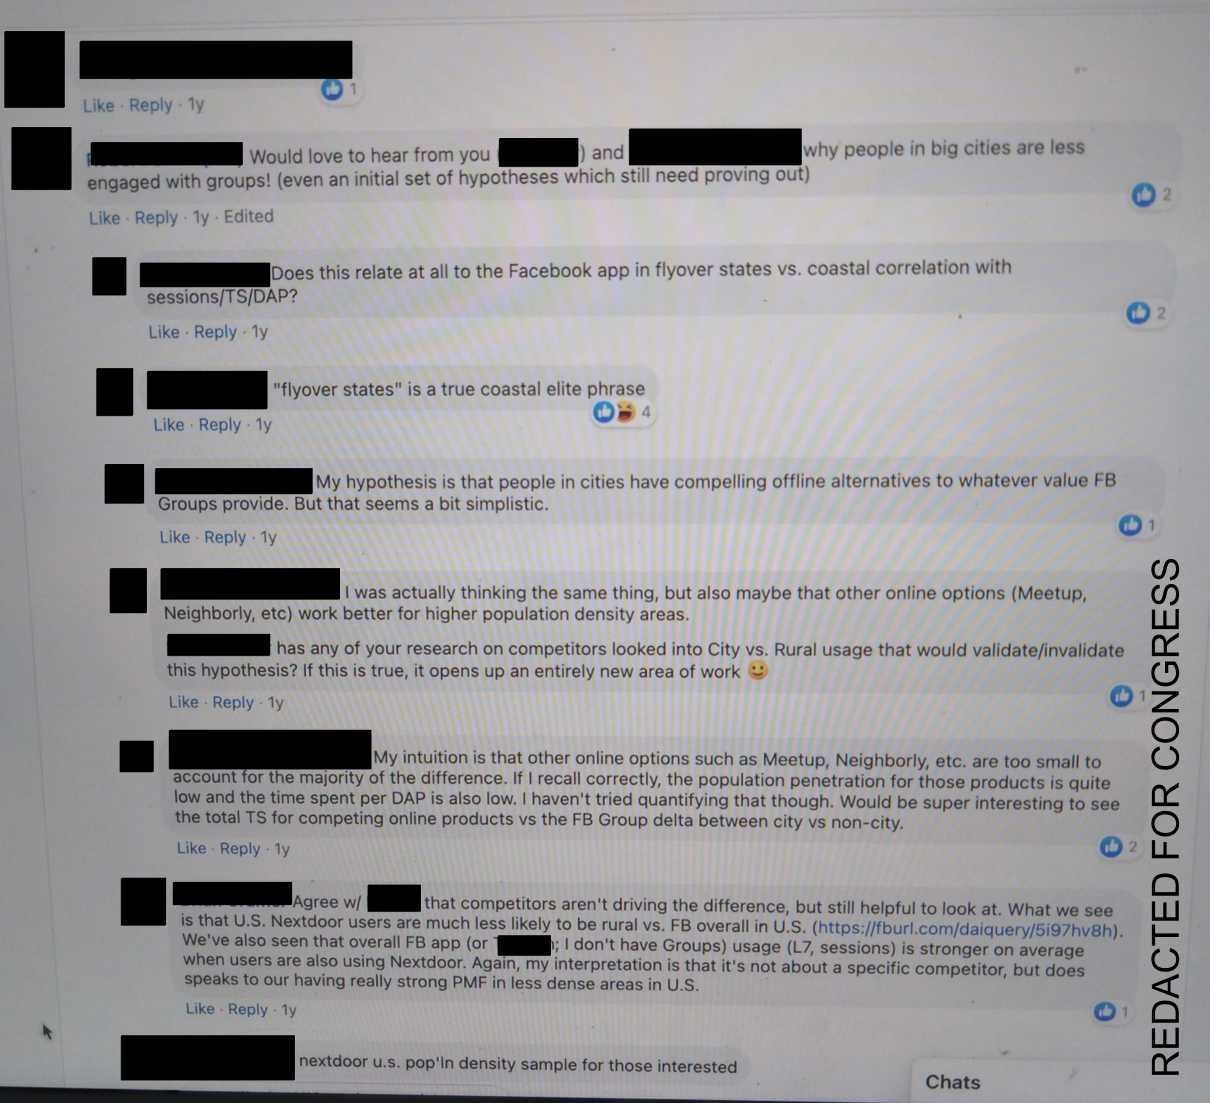 1
Like · Reply · 1y
Would love to hear from you ) and why people in big cities are less
engaged with groups! (even an initial set of hypotheses which still need proving out)
2
Like · Reply · 1y · Edited
Does this relate at all to the Facebook app in flyover states vs. coastal correlation with
sessions/TS/DAP?
2
Like · Reply · 1y
"flyover states" is a true coastal elite phrase
4
Like · Reply · 1y
My hypothesis is that people in cities have compelling offline alternatives to whatever value FB
Groups provide. But that seems a bit simplistic.
1
Like · Reply · 1y
I was actually thinking the same thing, but also maybe that other online options (Meetup,
Neighborly, etc) work better for higher population density areas.
has any of your research on competitors looked into City vs. Rural usage that would validate/invalidate
this hypothesis? If this is true, it opens up an entirely new area of work 🙂
1
Like · Reply · 1y
My intuition is that other online options such as Meetup, Neighborly, etc. are too small to
account for the majority of the difference. If I recall correctly, the population penetration for those products is quite
low and the time spent per DAP is also low. I haven't tried quantifying that though. Would be super interesting to see
the total TS for competing online products vs the FB Group delta between city vs non-city.
2
Like · Reply · 1y
Agree w/ that competitors aren't driving the difference, but still helpful to look at. What we see
is that U.S. Nextdoor users are much less likely to be rural vs. FB overall in U.S. (https://fburl.com/daiquery/5i97hv8h).
We've also seen that overall FB app (or ; I don't have Groups) usage (L7, sessions) is stronger on average
when users are also using Nextdoor. Again, my interpretation is that it's not about a specific competitor, but does
speaks to our having really strong PMF in less dense areas in U.S.
1
Like · Reply · 1y
nextdoor u.s. pop'ln density sample for those interested
Chats
REDACTED FOR CONGRESS